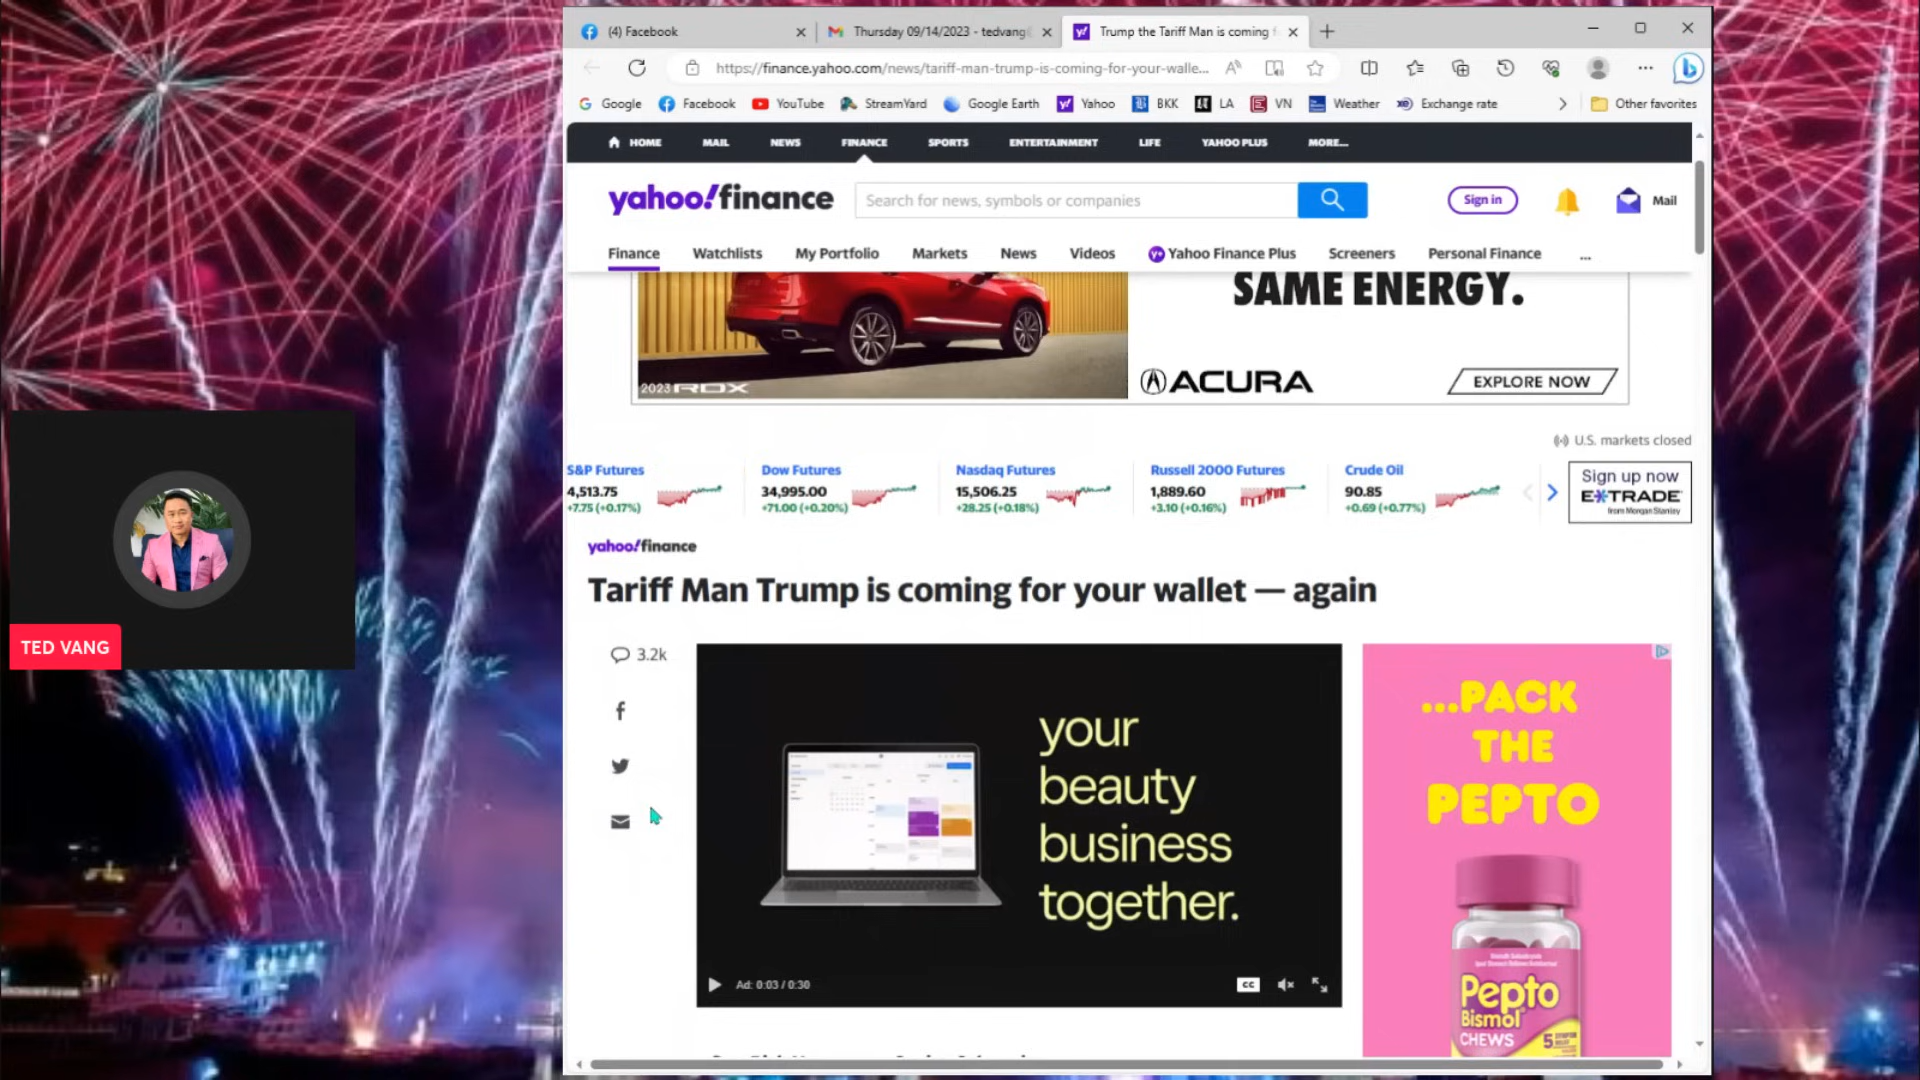 (4) Facebook
Thursday 09/14/2023 - tedvang
Trump the Tariff Man is coming f
https://finance.yahoo.com/news/tariff-man-trump-is-coming-for-your-walle...
Google
Facebook
YouTube
StreamYard
Google Earth
Yahoo
BKK
LA
VN
Weather
Exchange rate
Other favorites
HOME
MAIL
NEWS
FINANCE
SPORTS
ENTERTAINMENT
LIFE
YAHOO PLUS
MORE...
yahoo!finance
Search for news, symbols or companies
Sign in
Mail
Finance
Watchlists
My Portfolio
Markets
News
Videos
Yahoo Finance Plus
Screeners
Personal Finance
...
SAME ENERGY.
2023 RDX
ACURA
EXPLORE NOW
U.S. markets closed
S&P Futures
4,513.75
+7.75 (+0.17%)
Dow Futures
34,995.00
+71.00 (+0.20%)
Nasdaq Futures
15,506.25
+28.25 (+0.18%)
Russell 2000 Futures
1,889.60
+3.10 (+0.16%)
Crude Oil
90.85
+0.69 (+0.77%)
Sign up now
E*TRADE
from Morgan Stanley
yahoo!finance
Tariff Man Trump is coming for your wallet — again
3.2k
your
beauty
business
together.
Ad: 0:03 / 0:30
CC
...PACK
THE
PEPTO
Pepto
Bismol
CHEWS
5
TED VANG